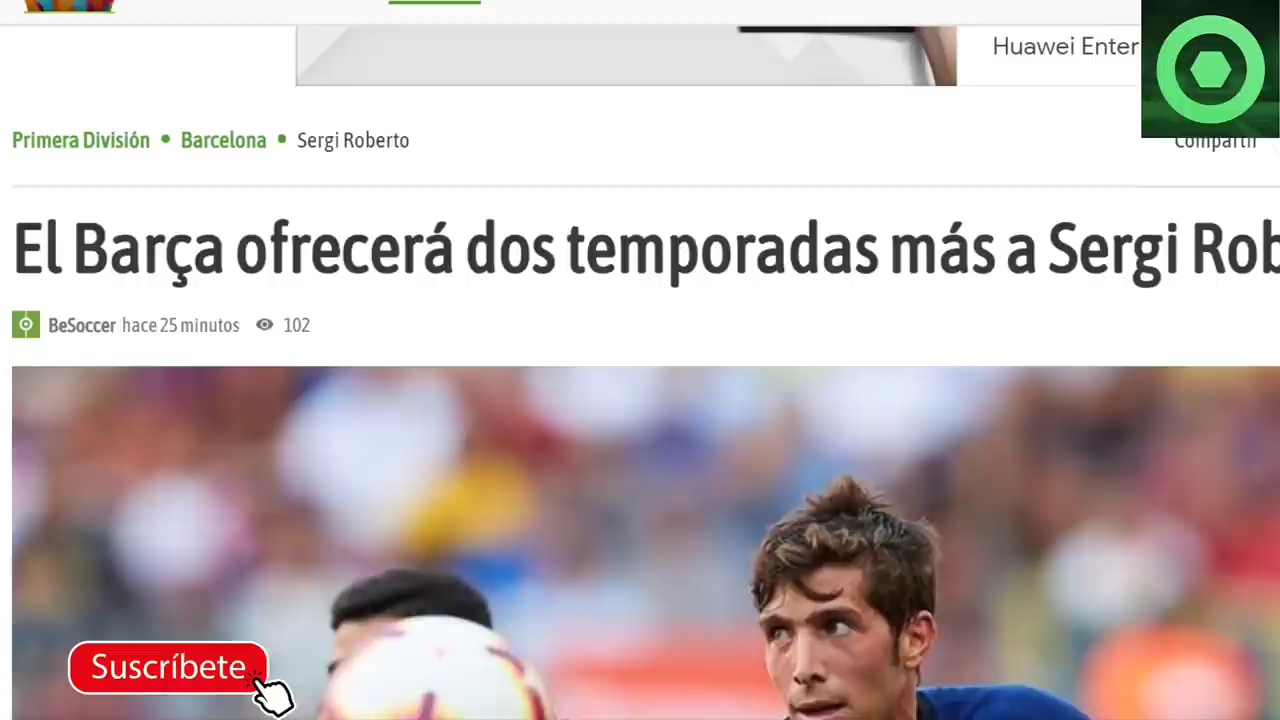 Huawei Enter
Primera División • Barcelona • Sergi Roberto
Compartir
El Barça ofrecerá dos temporadas más a Sergi Rob
BeSoccer hace 25 minutos 102
Suscríbete